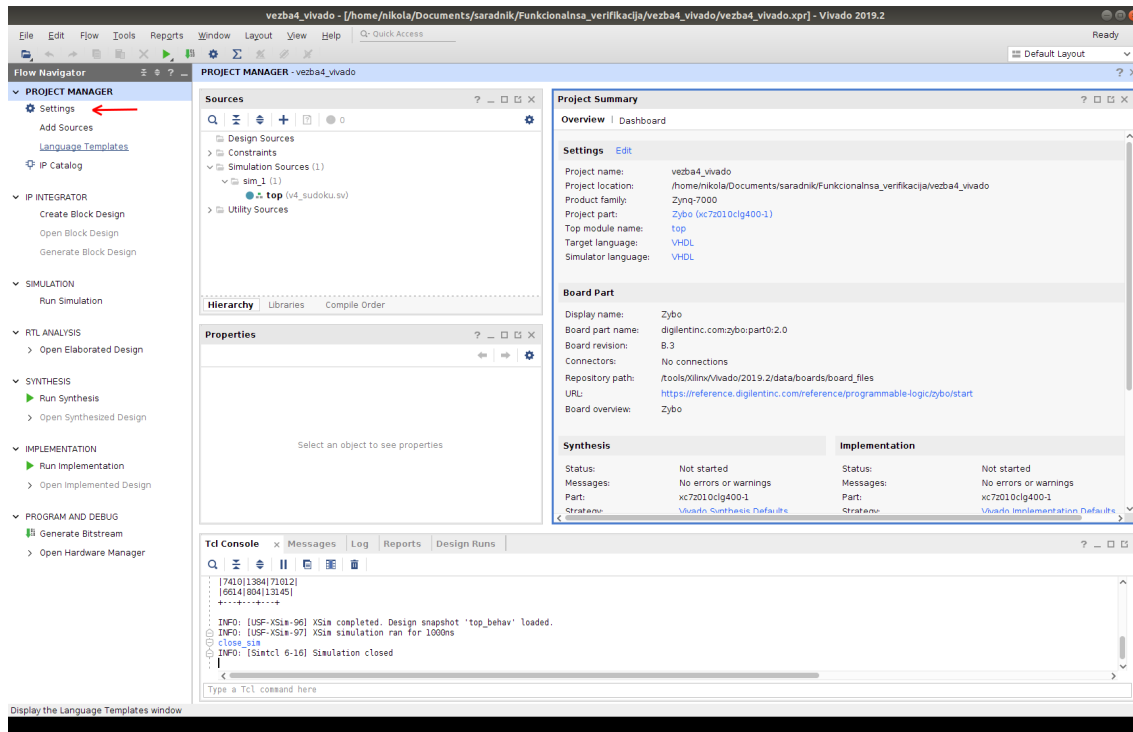 vezba4_vivado - [/home/nikola/Documents/saradnik/Funkcionalnsa_verifikacija/vezba4_vivado/vezba4_vivado.xpr] - Vivado 2019.2
File Edit Flow Tools Reports Window Layout View Help Q- Quick Access Ready
Default Layout
Flow Navigator
PROJECT MANAGER - vezba4_vivado
PROJECT MANAGER
Settings
Add Sources
Language Templates
IP Catalog
IP INTEGRATOR
Create Block Design
Open Block Design
Generate Block Design
SIMULATION
Run Simulation
RTL ANALYSIS
Open Elaborated Design
SYNTHESIS
Run Synthesis
Open Synthesized Design
IMPLEMENTATION
Run Implementation
Open Implemented Design
PROGRAM AND DEBUG
Generate Bitstream
Open Hardware Manager
Sources
0
Design Sources
Constraints
Simulation Sources (1)
sim_1 (1)
top (v4_sudoku.sv)
Utility Sources
Hierarchy Libraries Compile Order
Properties
Select an object to see properties
Project Summary
Overview | Dashboard
Settings Edit
Project name: vezba4_vivado
Project location: /home/nikola/Documents/saradnik/Funkcionalnsa_verifikacija/vezba4_vivado
Product family: Zynq-7000
Project part: Zybo (xc7z010clg400-1)
Top module name: top
Target language: VHDL
Simulator language: VHDL
Board Part
Display name: Zybo
Board part name: digilentinc.com:zybo:part0:2.0
Board revision: B.3
Connectors: No connections
Repository path: /tools/Xilinx/Vivado/2019.2/data/boards/board_files
URL: https://reference.digilentinc.com/reference/programmable-logic/zybo/start
Board overview: Zybo
Synthesis Implementation
Status: Not started Status: Not started
Messages: No errors or warnings Messages: No errors or warnings
Part: xc7z010clg400-1 Part: xc7z010clg400-1
Strategy: Vivado Synthesis Defaults Strategy: Vivado Implementation Defaults
Tcl Console Messages Log Reports Design Runs
|7410|1384|71012|
|6614|804|13145|
+---+---+---+
INFO: [USF-XSim-96] XSim completed. Design snapshot 'top_behav' loaded.
INFO: [USF-XSim-97] XSim simulation ran for 1000ns
close_sim
INFO: [Simtcl 6-16] Simulation closed
Type a Tcl command here
Display the Language Templates window